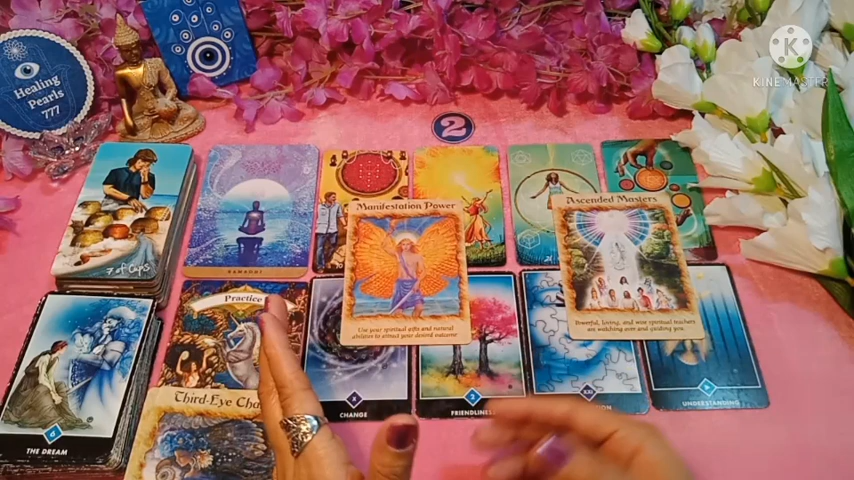 KINEMASTER
Healing
Pearls
777
2
7 of Cups
Manifestation Power
Use your spiritual gifts and natural
abilities to attract your desired outcome
Ascended Masters
Powerful, loving, and wise spiritual teachers
are watching over and guiding you
Practice
Third-Eye Cha
THE DREAM
X
CHANGE
2
FRIENDLINESS
UNDERSTANDING